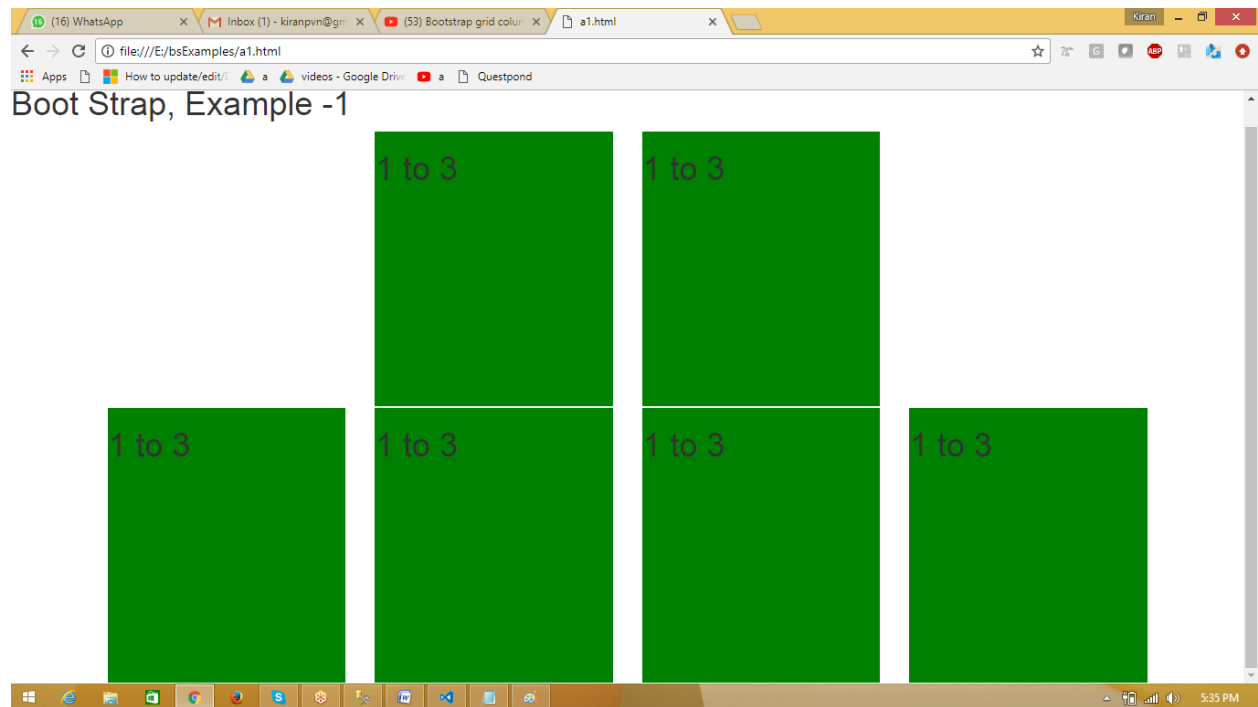 (16) WhatsApp
Inbox (1) - kiranpvn@gm
(53) Bootstrap grid colun
a1.html
Kiran
file:///E:/bsExamples/a1.html
ABP
Apps
How to update/edit/
a
videos - Google Drive
a
Questpond
Boot Strap, Example -1
1 to 3
1 to 3
1 to 3
1 to 3
1 to 3
1 to 3
5:35 PM